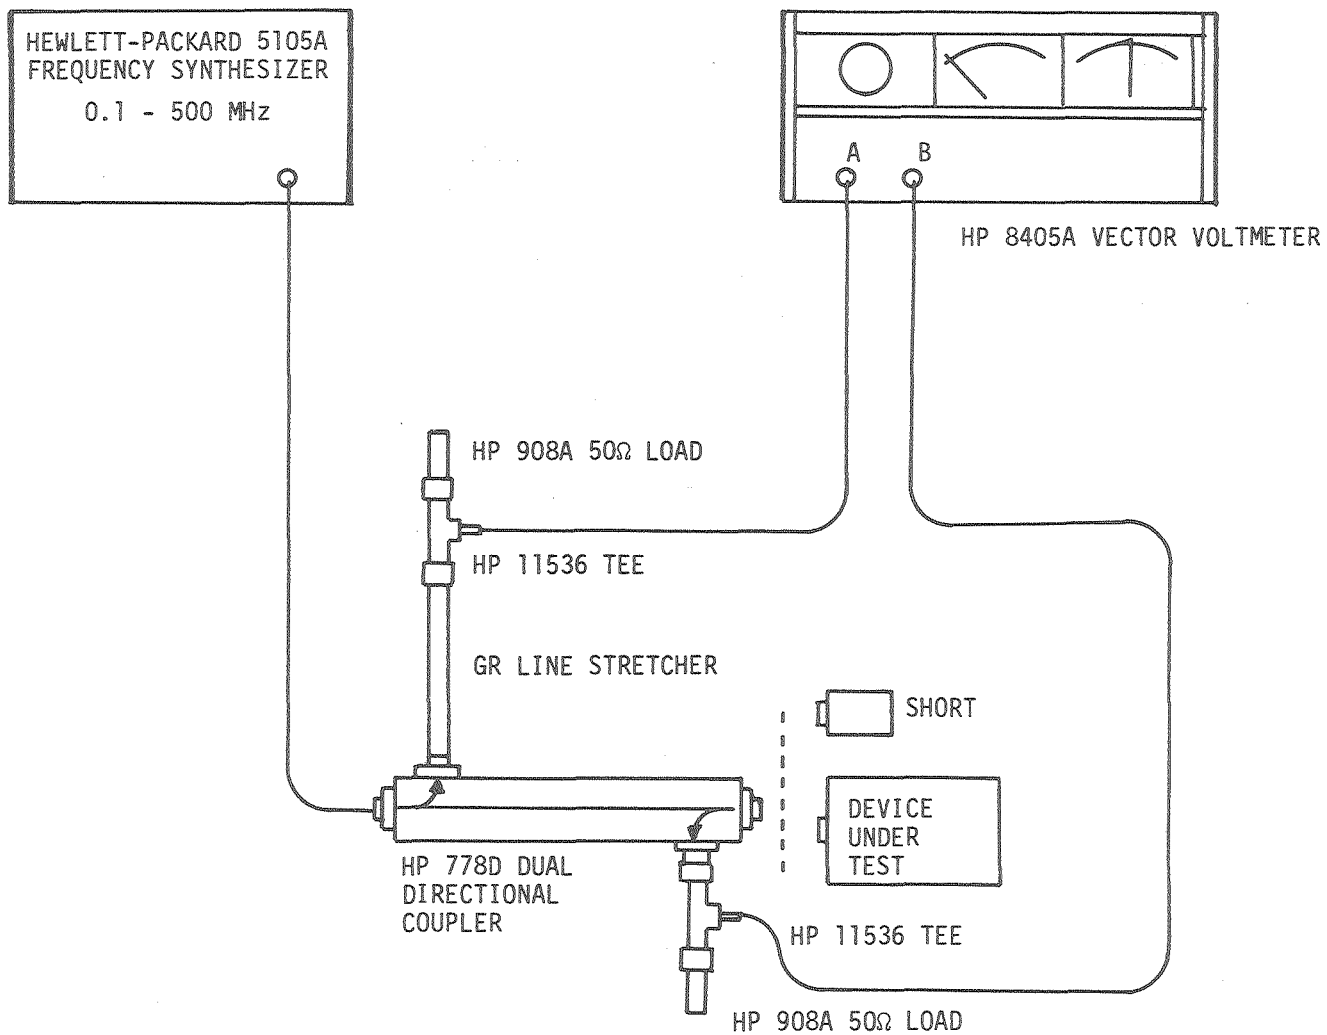 HEWLETT-PACKARD 5105A
FREQUENCY SYNTHESIZER
0.1 - 500 MHz
A B
HP 8405A VECTOR VOLTMETER
HP 908A 50Ω LOAD
HP 11536 TEE
GR LINE STRETCHER
SHORT
DEVICE
UNDER
TEST
HP 778D DUAL
DIRECTIONAL
COUPLER
HP 11536 TEE
HP 908A 50Ω LOAD